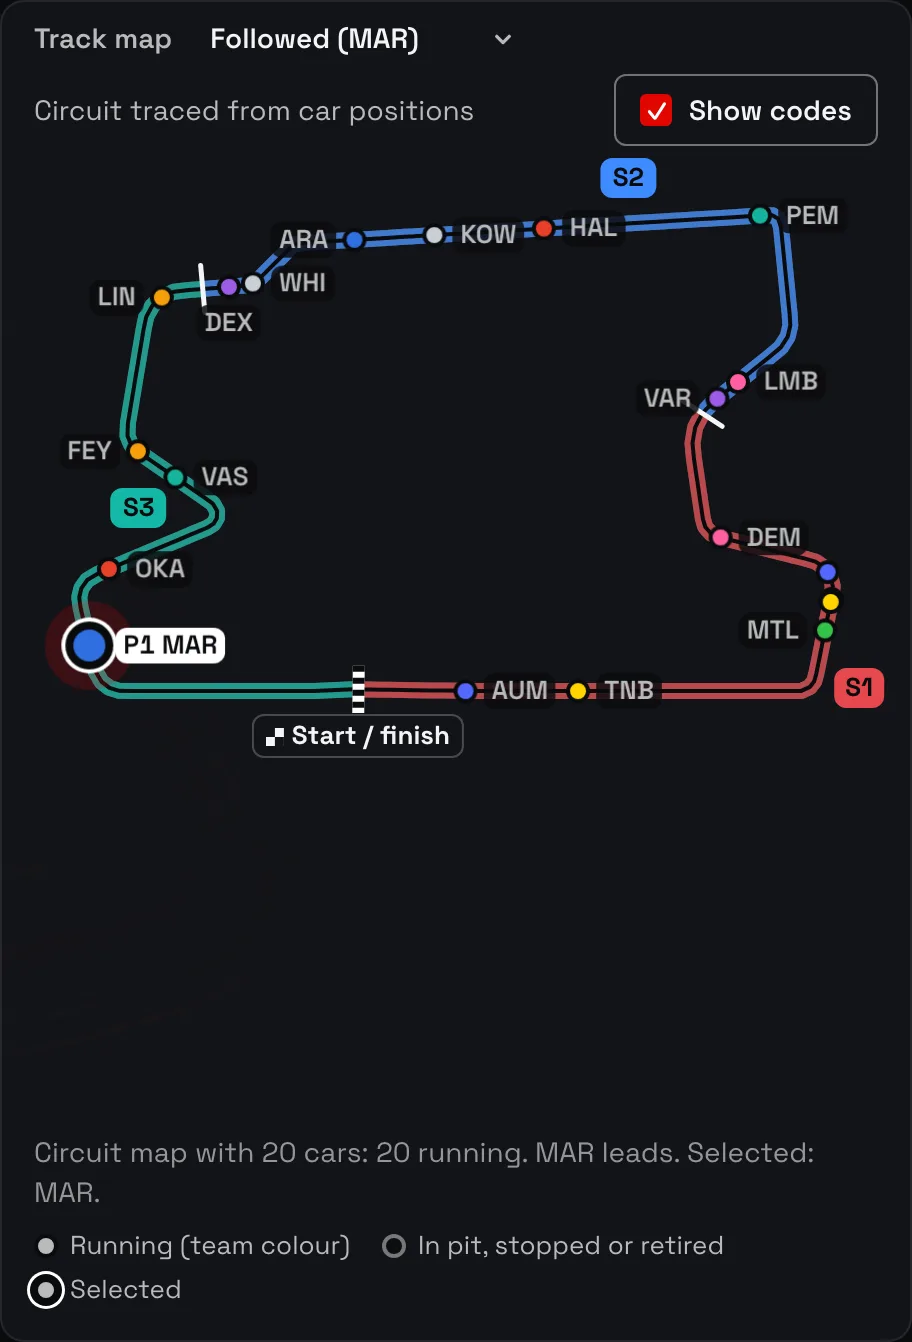 Track map Followed (MAR)
Circuit traced from car positions
Show codes
S2
PEM
HAL
KOW
ARA
WHI
LIN
DEX
LMB
VAR
FEY
VAS
S3
DEM
OKA
MTL
P1 MAR
S1
AUM
TNB
Start / finish
Circuit map with 20 cars: 20 running. MAR leads. Selected:
MAR.
Running (team colour)
In pit, stopped or retired
Selected